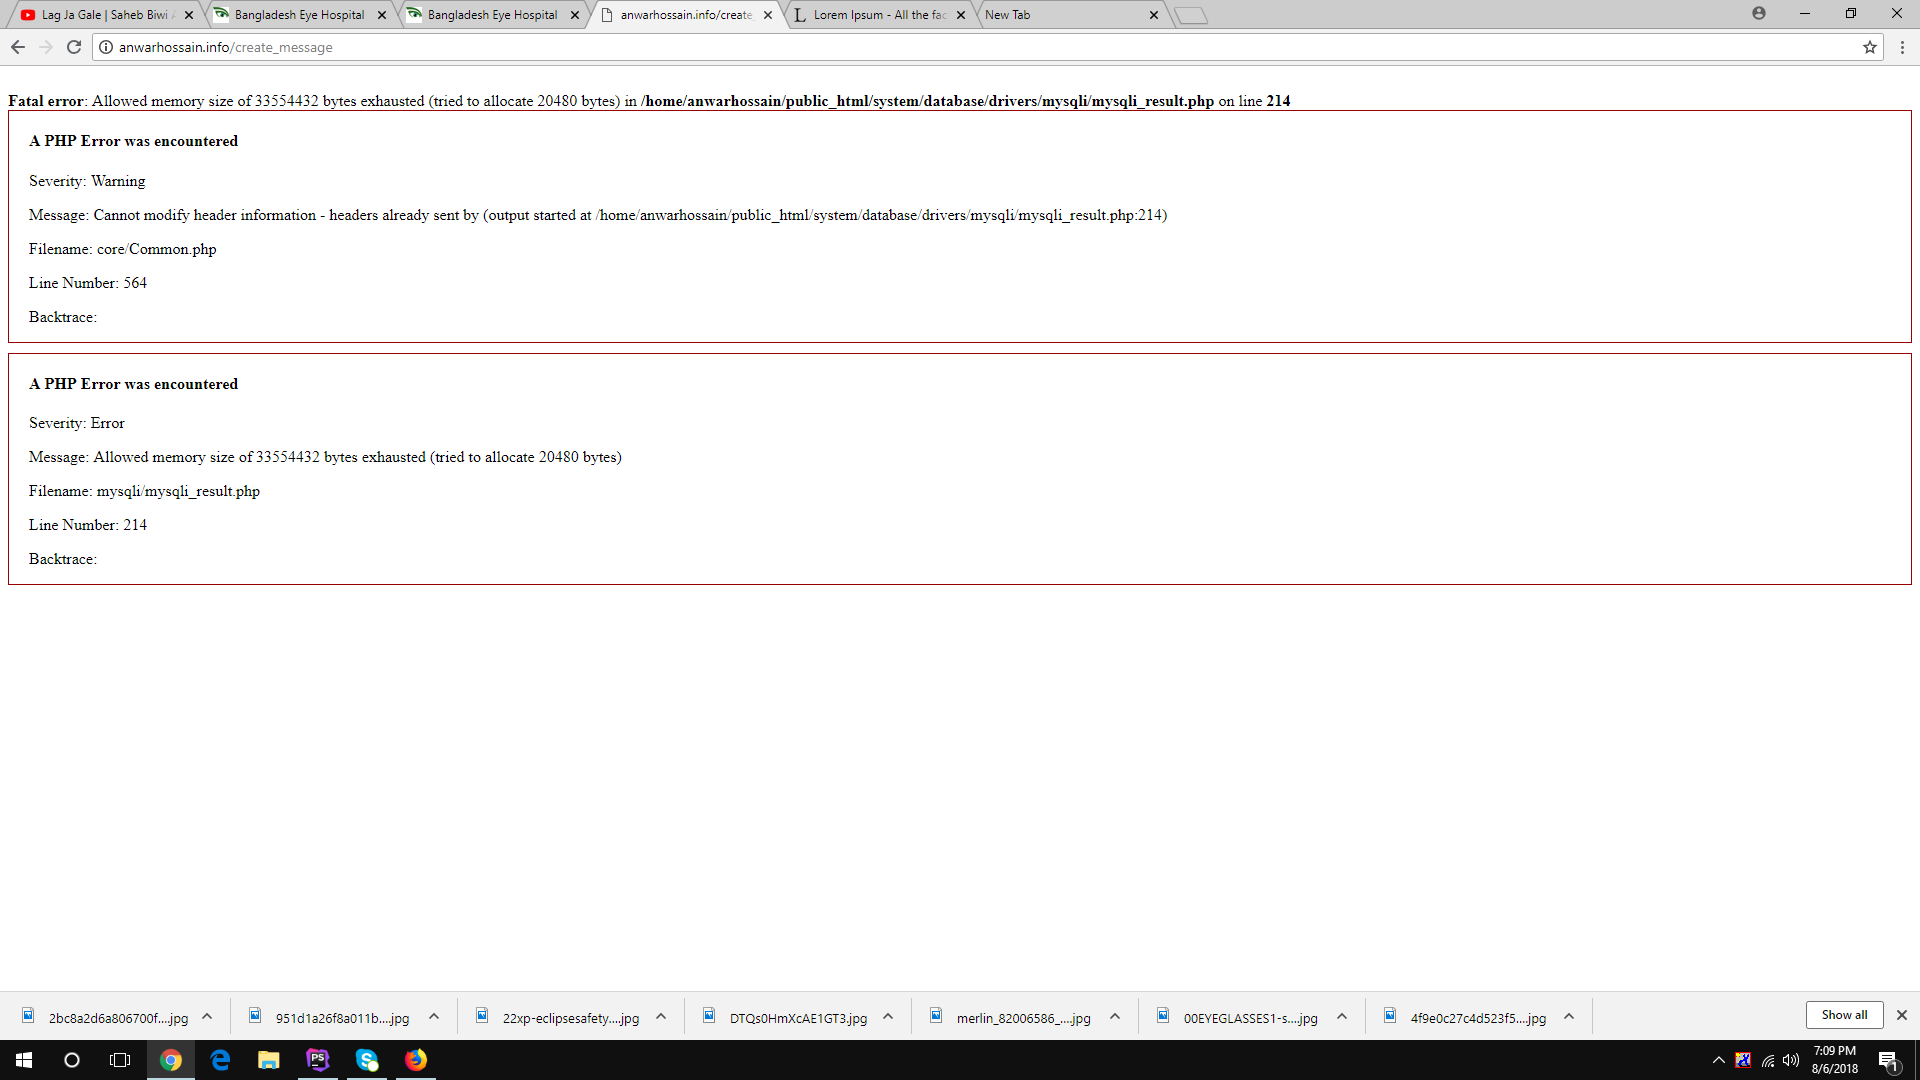 Lag Ja Gale | Saheb Biwi
Bangladesh Eye Hospital
Bangladesh Eye Hospital
anwarhossain.info/create
Lorem Ipsum - All the fac
New Tab
anwarhossain.info/create_message
Fatal error: Allowed memory size of 33554432 bytes exhausted (tried to allocate 20480 bytes) in /home/anwarhossain/public_html/system/database/drivers/mysqli/mysqli_result.php on line 214
A PHP Error was encountered
Severity: Warning
Message: Cannot modify header information - headers already sent by (output started at /home/anwarhossain/public_html/system/database/drivers/mysqli/mysqli_result.php:214)
Filename: core/Common.php
Line Number: 564
Backtrace:
A PHP Error was encountered
Severity: Error
Message: Allowed memory size of 33554432 bytes exhausted (tried to allocate 20480 bytes)
Filename: mysqli/mysqli_result.php
Line Number: 214
Backtrace:
2bc8a2d6a806700f....jpg
951d1a26f8a011b....jpg
22xp-eclipsesafety....jpg
DTQs0HmXcAE1GT3.jpg
merlin_82006586_....jpg
00EYEGLASSES1-s....jpg
4f9e0c27c4d523f5....jpg
Show all
PS
7:09 PM
8/6/2018
1